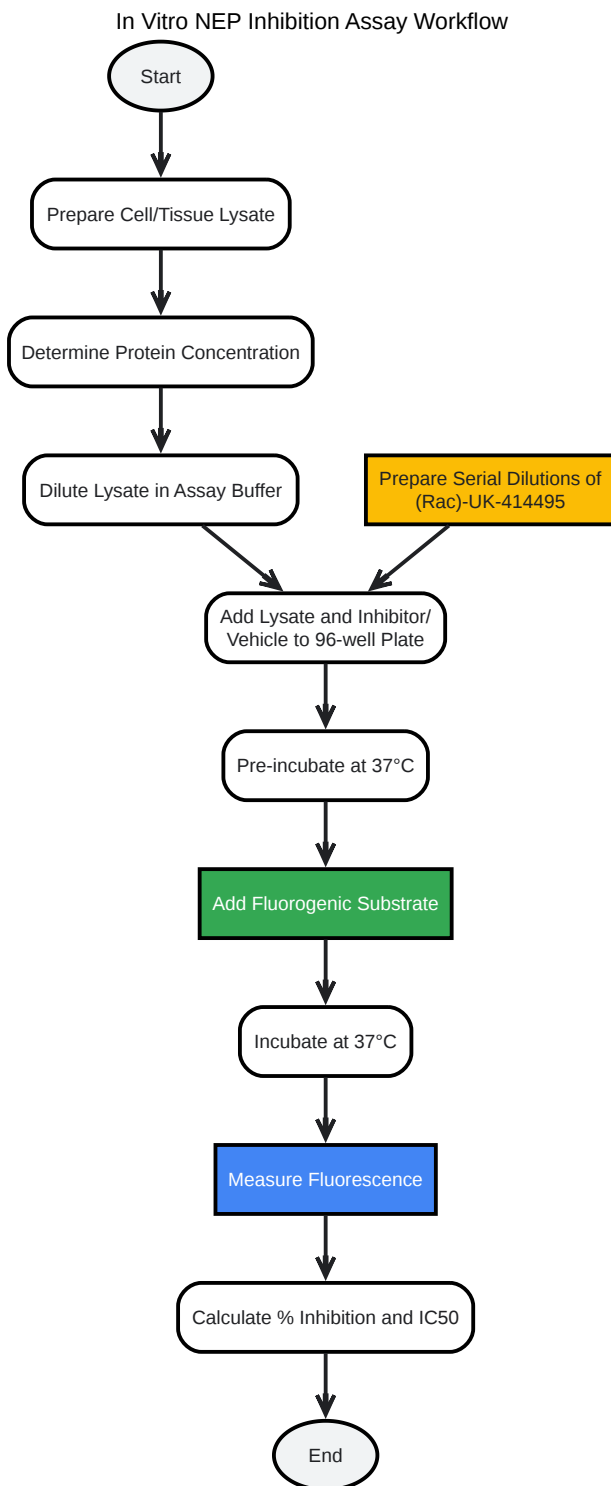 In Vitro NEP Inhibition Assay Workflow
Start
Prepare Cell/Tissue Lysate
Determine Protein Concentration
Dilute Lysate in Assay Buffer
Prepare Serial Dilutions of
(Rac)-UK-414495
Add Lysate and Inhibitor/
Vehicle to 96-well Plate
Pre-incubate at 37°C
Add Fluorogenic Substrate
Incubate at 37°C
Measure Fluorescence
Calculate % Inhibition and IC50
End